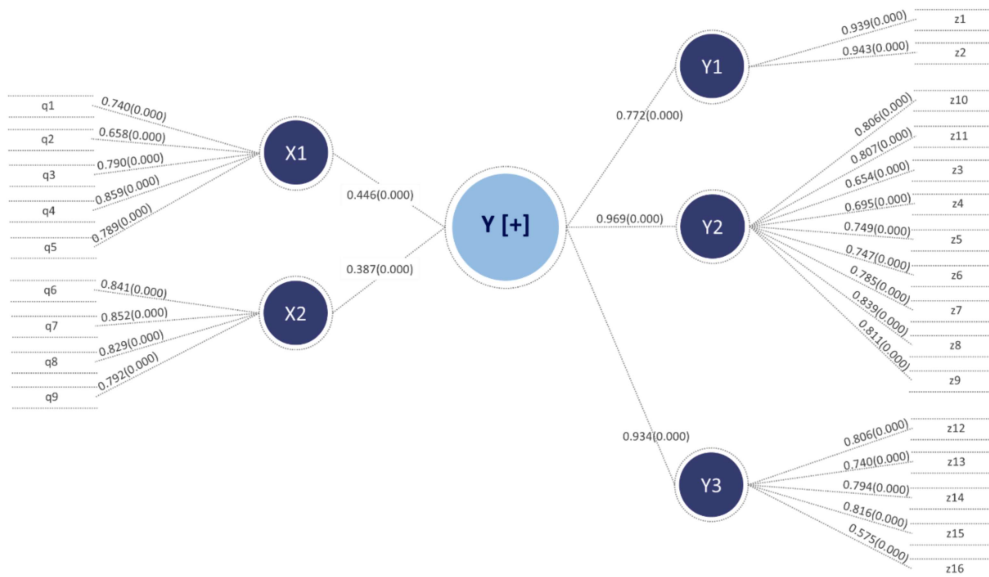 q1
q2
q3
q4
q5
0.740(0.000)
0.658(0.000)
0.790(0.000)
0.859(0.000)
0.789(0.000)
X1
q6
q7
q8
q9
0.841(0.000)
0.852(0.000)
0.829(0.000)
0.792(0.000)
X2
0.446(0.000)
0.387(0.000)
Y [+]
0.772(0.000)
0.969(0.000)
0.934(0.000)
Y1
0.939(0.000)
0.943(0.000)
z1
z2
Y2
0.806(0.000)
0.807(0.000)
0.654(0.000)
0.695(0.000)
0.749(0.000)
0.747(0.000)
0.785(0.000)
0.839(0.000)
0.811(0.000)
z10
z11
z3
z4
z5
z6
z7
z8
z9
Y3
0.806(0.000)
0.740(0.000)
0.794(0.000)
0.816(0.000)
0.575(0.000)
z12
z13
z14
z15
z16